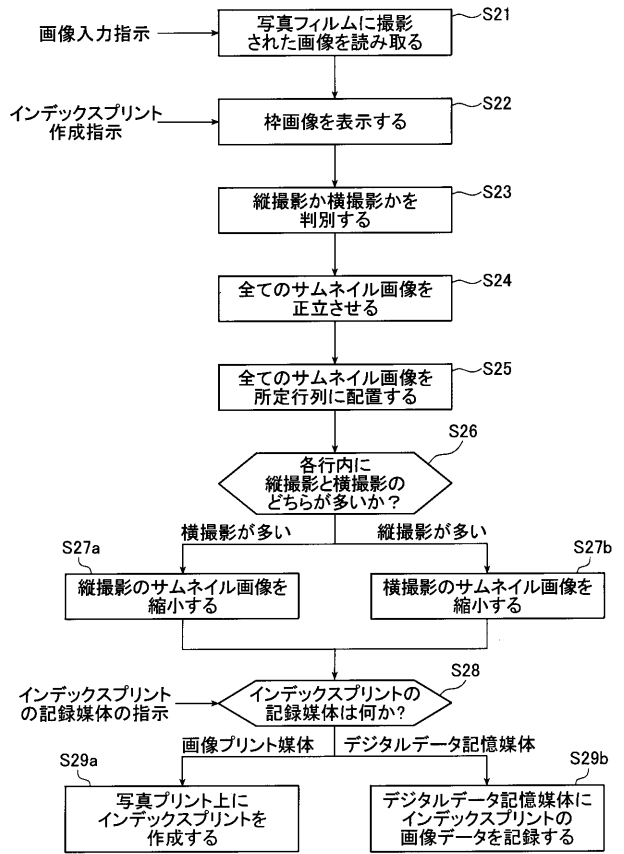 S21
画像入力指示
写真フィルムに撮影
された画像を読み取る
S22
インデックスプリント
作成指示
枠画像を表示する
S23
縦撮影か横撮影かを
判別する
S24
全てのサムネイル画像を
正立させる
S25
全てのサムネイル画像を
所定行列に配置する
S26
各行内に
縦撮影と横撮影の
どちらが多いか?
横撮影が多い
縦撮影が多い
S27a
縦撮影のサムネイル画像を
縮小する
S27b
横撮影のサムネイル画像を
縮小する
S28
インデックスプリント
の記録媒体の指示
インデックスプリントの
記録媒体は何か?
画像プリント媒体
デジタルデータ記憶媒体
S29a
写真プリント上に
インデックスプリントを
作成する
S29b
デジタルデータ記憶媒体に
インデックスプリントの
画像データを記録する